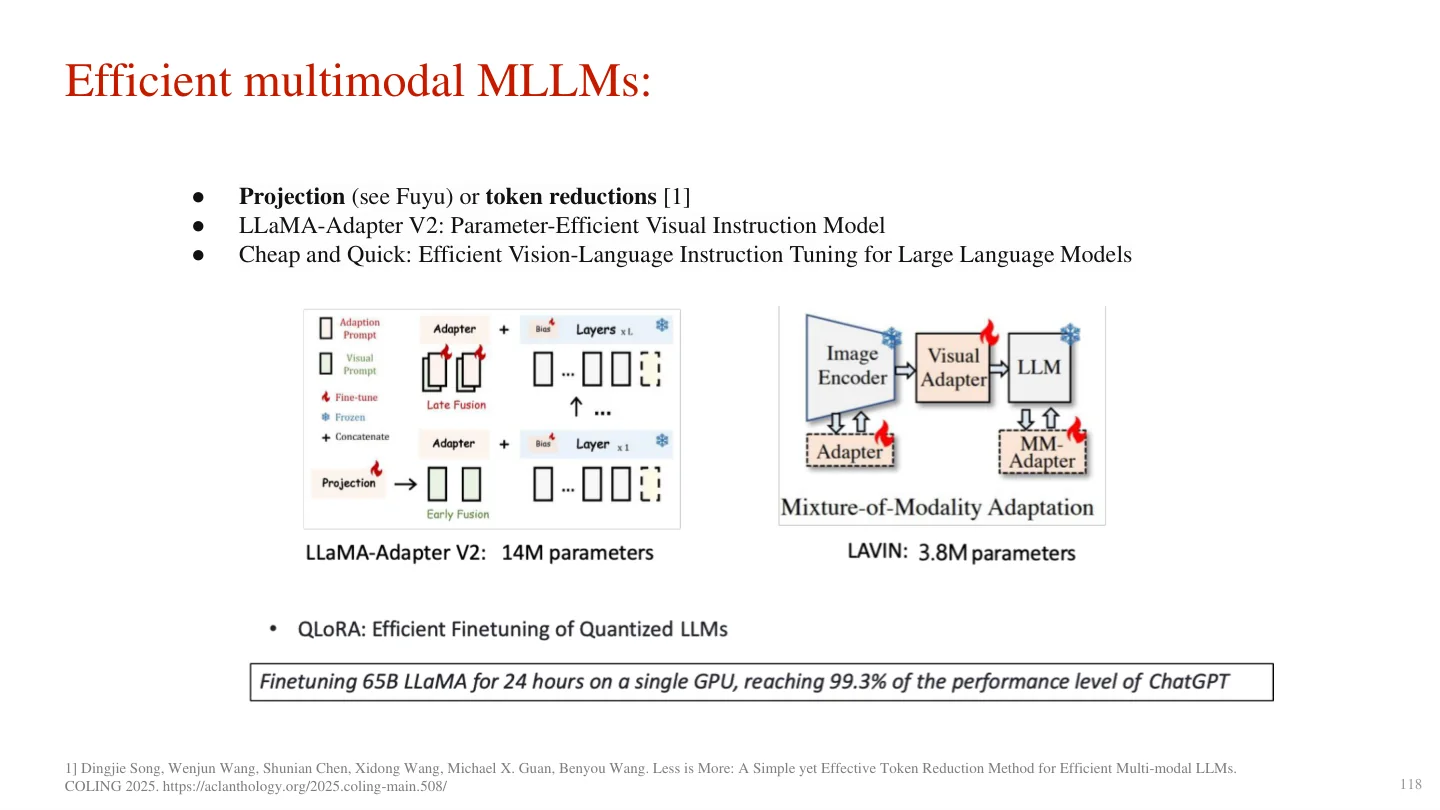 Efficient multimodal MLLMs:
● Projection (see Fuyu) or token reductions [1]
● LLaMA-Adapter V2: Parameter-Efficient Visual Instruction Model
● Cheap and Quick: Efficient Vision-Language Instruction Tuning for Large Language Models
Adaption
Prompt
Visual
Prompt
Fine-tune
Frozen
+ Concatenate
Adapter + Bias Layers x L
...
Late Fusion
...
Adapter + Bias Layer x 1
Projection
...
Early Fusion
LLaMA-Adapter V2: 14M parameters
Image
Encoder
Visual
Adapter
LLM
Adapter
MM-
Adapter
Mixture-of-Modality Adaptation
LAVIN: 3.8M parameters
• QLoRA: Efficient Finetuning of Quantized LLMs
Finetuning 65B LLaMA for 24 hours on a single GPU, reaching 99.3% of the performance level of ChatGPT
1] Dingjie Song, Wenjun Wang, Shunian Chen, Xidong Wang, Michael X. Guan, Benyou Wang. Less is More: A Simple yet Effective Token Reduction Method for Efficient Multi-modal LLMs.
COLING 2025. https://aclanthology.org/2025.coling-main.508/
118